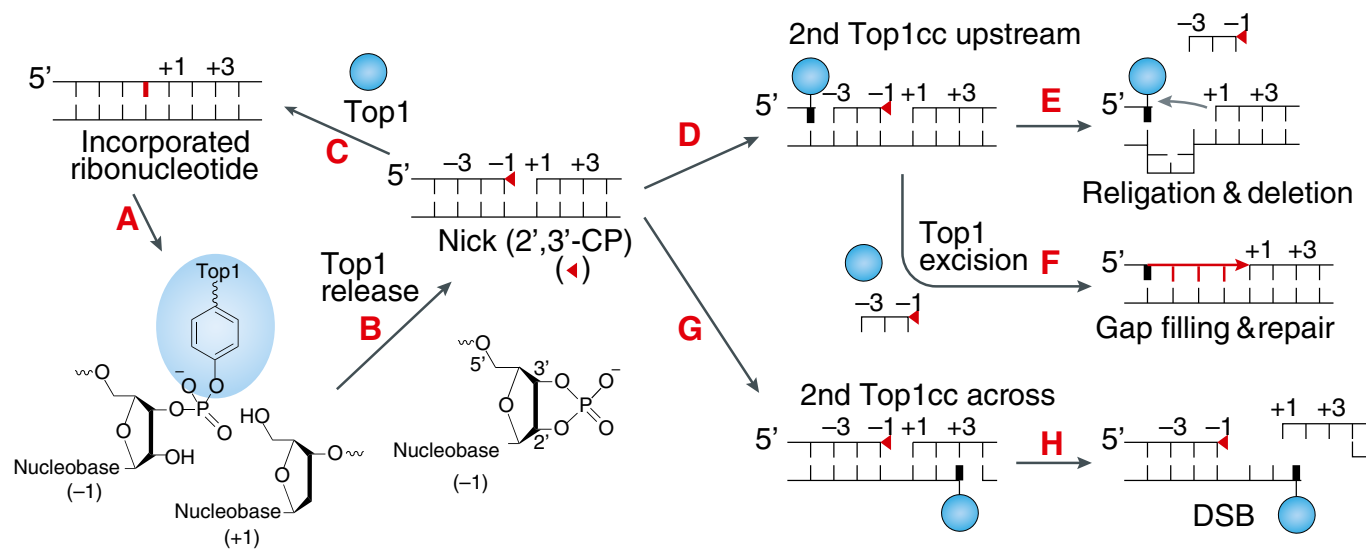 5'
+1 +3
Incorporated
ribonucleotide
Top1
C
A
Top1
O
O
−
O
O
P
O
O
OH
Nucleobase
(−1)
HO
O
O
Nucleobase
(+1)
Top1
release
B
5'
−3 −1 +1 +3
Nick (2',3'-CP)
( )
O
5'
3'
O
O
O−
P
O
O
2'
Nucleobase
(−1)
D
2nd Top1cc upstream
5'
−3 −1 +1 +3
E
−3 −1
5'
+1 +3
Religation & deletion
Top1
excision
F
−3 −1
5'
+1 +3
Gap filling & repair
G
2nd Top1cc across
5'
−3 −1 +1 +3
H
5'
−3 −1
+1 +3
DSB